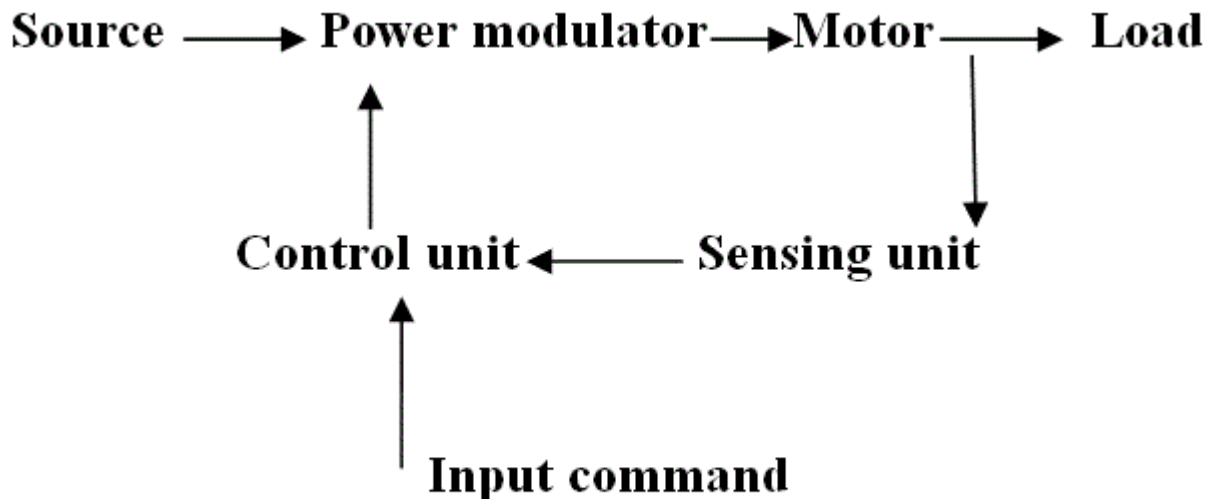 Source Power modulator Motor Load
Control unit Sensing unit
Input command